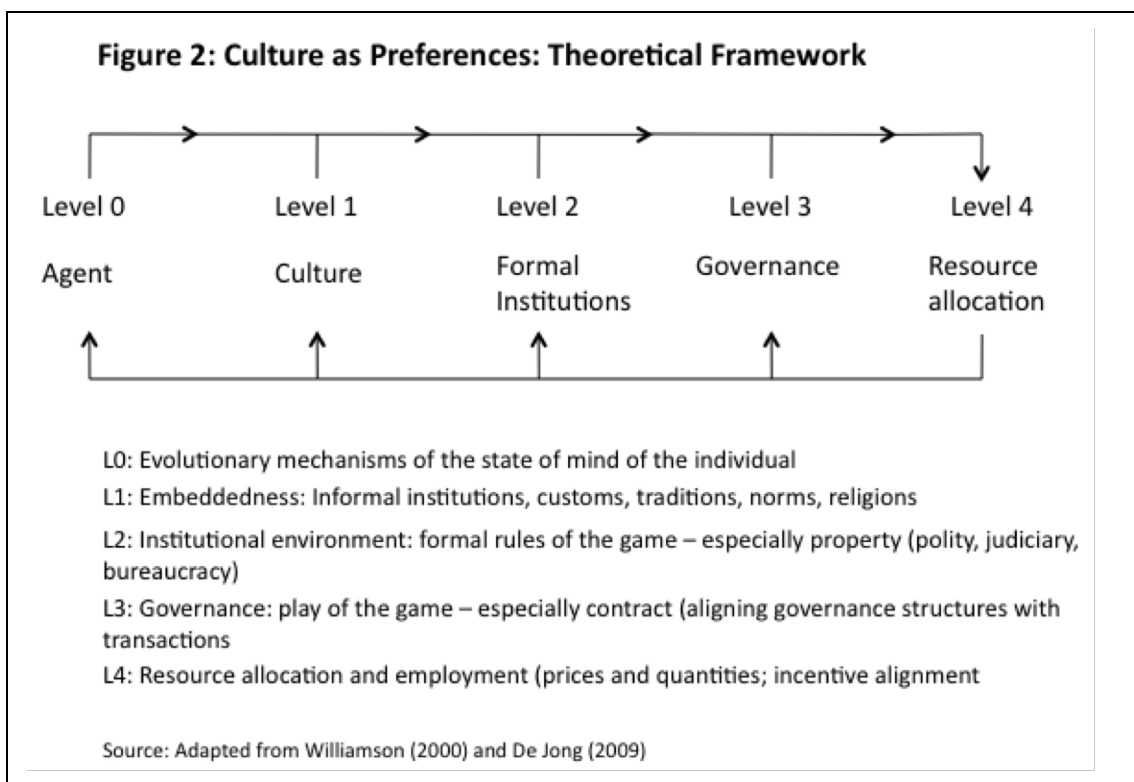 Figure 2: Culture as Preferences: Theoretical Framework
Level 0 Level 1 Level 2 Level 3 Level 4
Agent Culture Formal Institutions Governance Resource allocation
L0: Evolutionary mechanisms of the state of mind of the individual
L1: Embeddedness: Informal institutions, customs, traditions, norms, religions
L2: Institutional environment: formal rules of the game – especially property (polity, judiciary,
bureaucracy)
L3: Governance: play of the game – especially contract (aligning governance structures with
transactions
L4: Resource allocation and employment (prices and quantities; incentive alignment
Source: Adapted from Williamson (2000) and De Jong (2009)